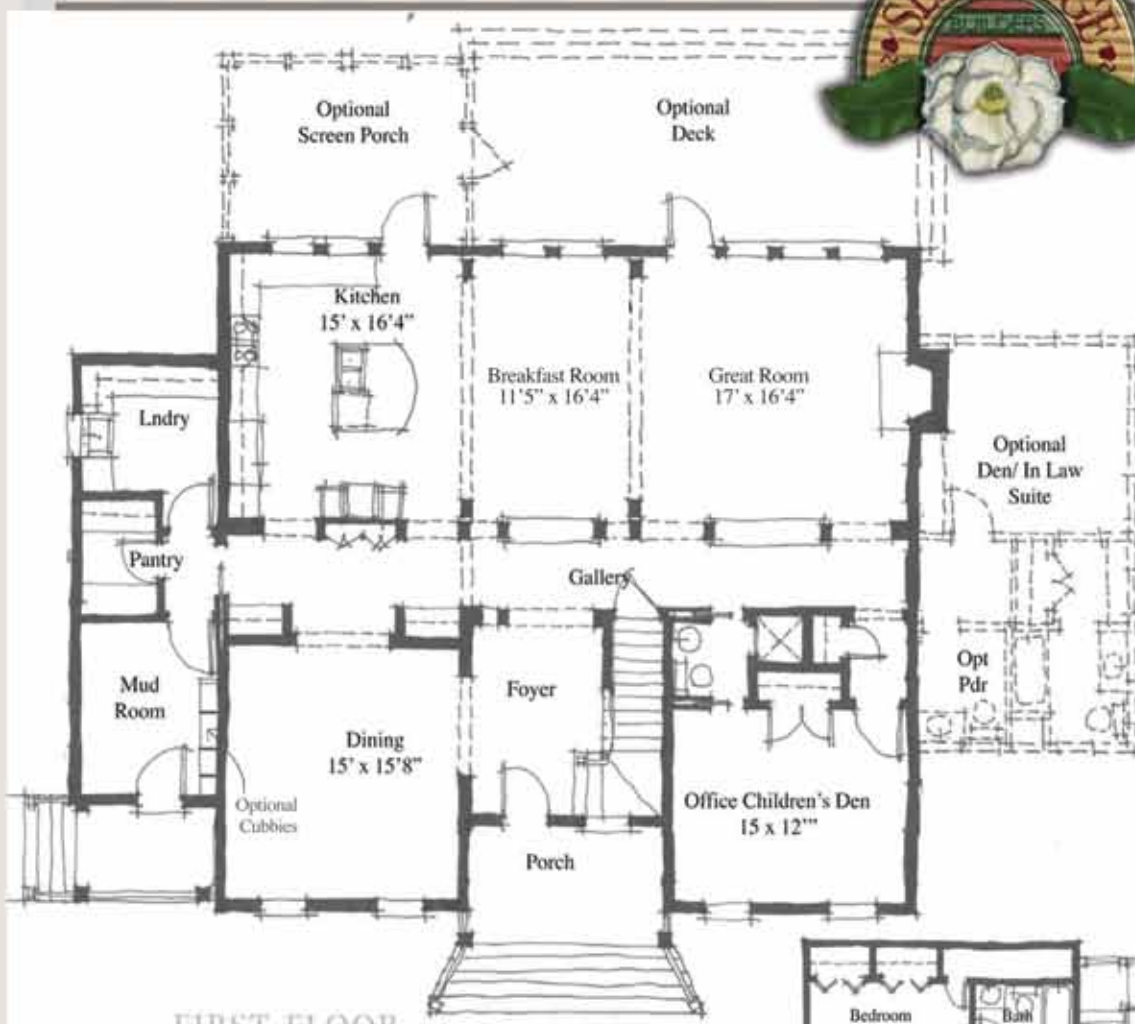 BUILDERS
Optional
Screen Porch
Optional
Deck
Kitchen
15' x 16'4"
Breakfast Room
11'5" x 16'4"
Great Room
17' x 16'4"
Lndry
Optional
Den/ In Law
Suite
Pantry
Gallery
Mud
Room
Foyer
Opt
Pdr
Dining
15' x 15'8"
Optional
Cubbies
Office Children's Den
15 x 12'"
Porch
FIRST FLOOR
Bedroom
Bath